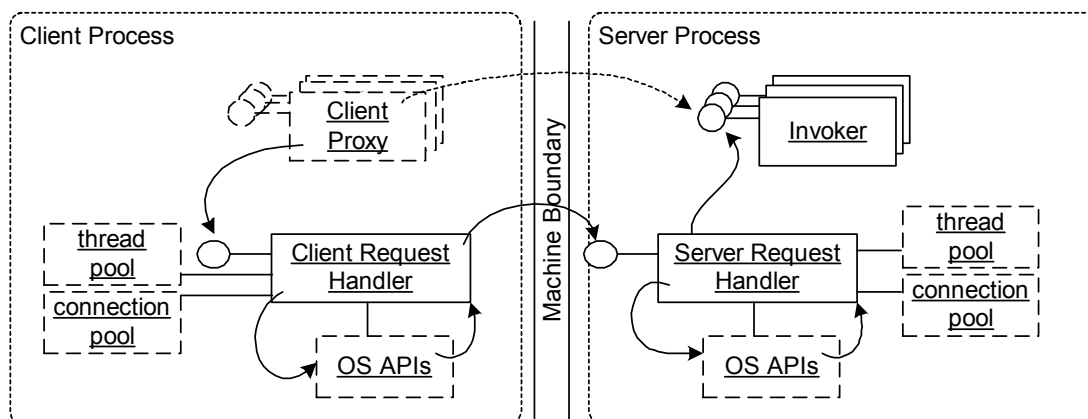 Client Process
Server Process
Client
Proxy
Invoker
Machine Boundary
thread
pool
connection
pool
Client Request
Handler
OS APIs
Server Request
Handler
OS APIs
thread
pool
connection
pool